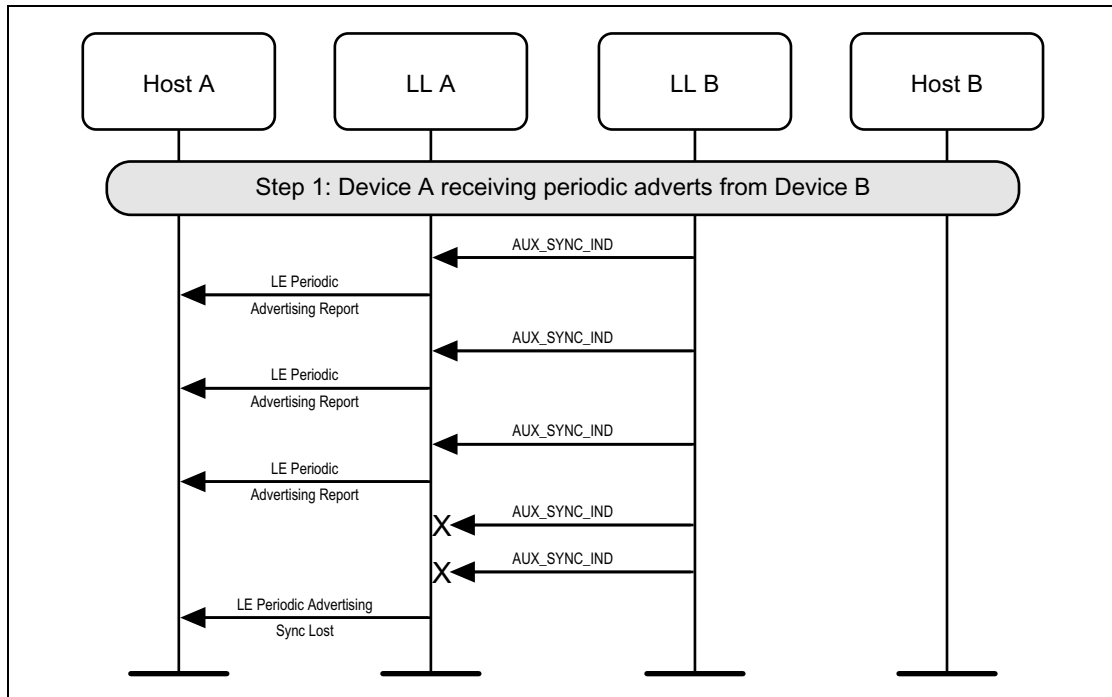 Host A
LL A
LL B
Host B
Step 1: Device A receiving periodic adverts from Device B
AUX_SYNC_IND
LE Periodic
Advertising Report
AUX_SYNC_IND
LE Periodic
Advertising Report
AUX_SYNC_IND
LE Periodic
Advertising Report
X
AUX_SYNC_IND
X
AUX_SYNC_IND
LE Periodic Advertising
Sync Lost